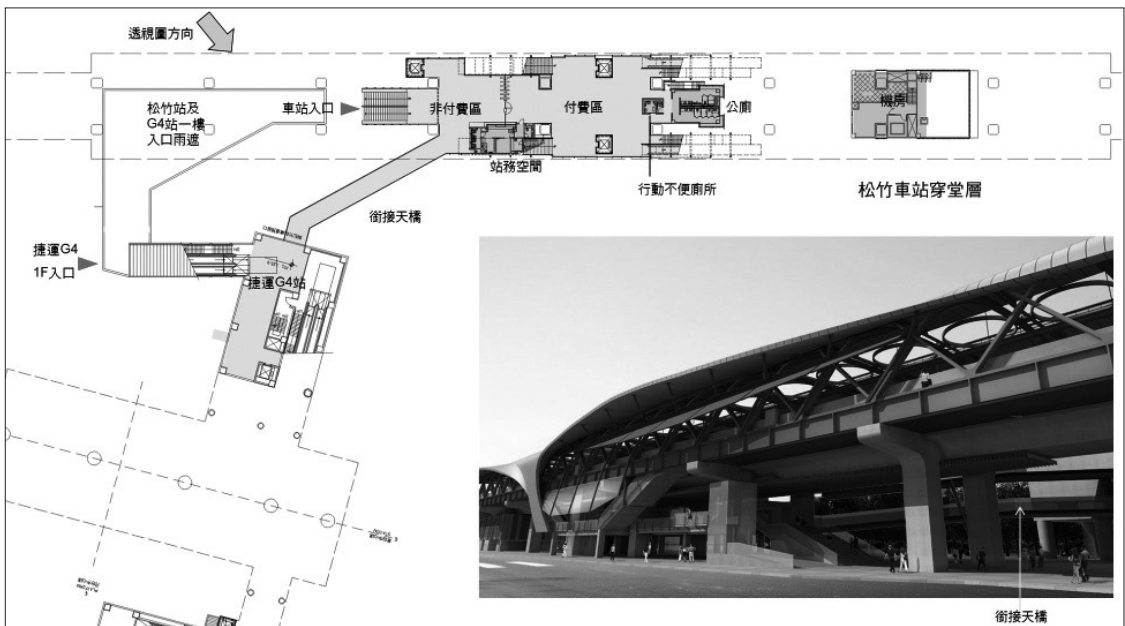 透視圖方向
松竹站及
G4站一樓
入口雨遮
車站入口
非付費區
付費區
公廁
機房
站務空間
行動不便廁所
松竹車站穿堂層
銜接天橋
捷運G4
1F入口
捷運G4站
銜接天橋